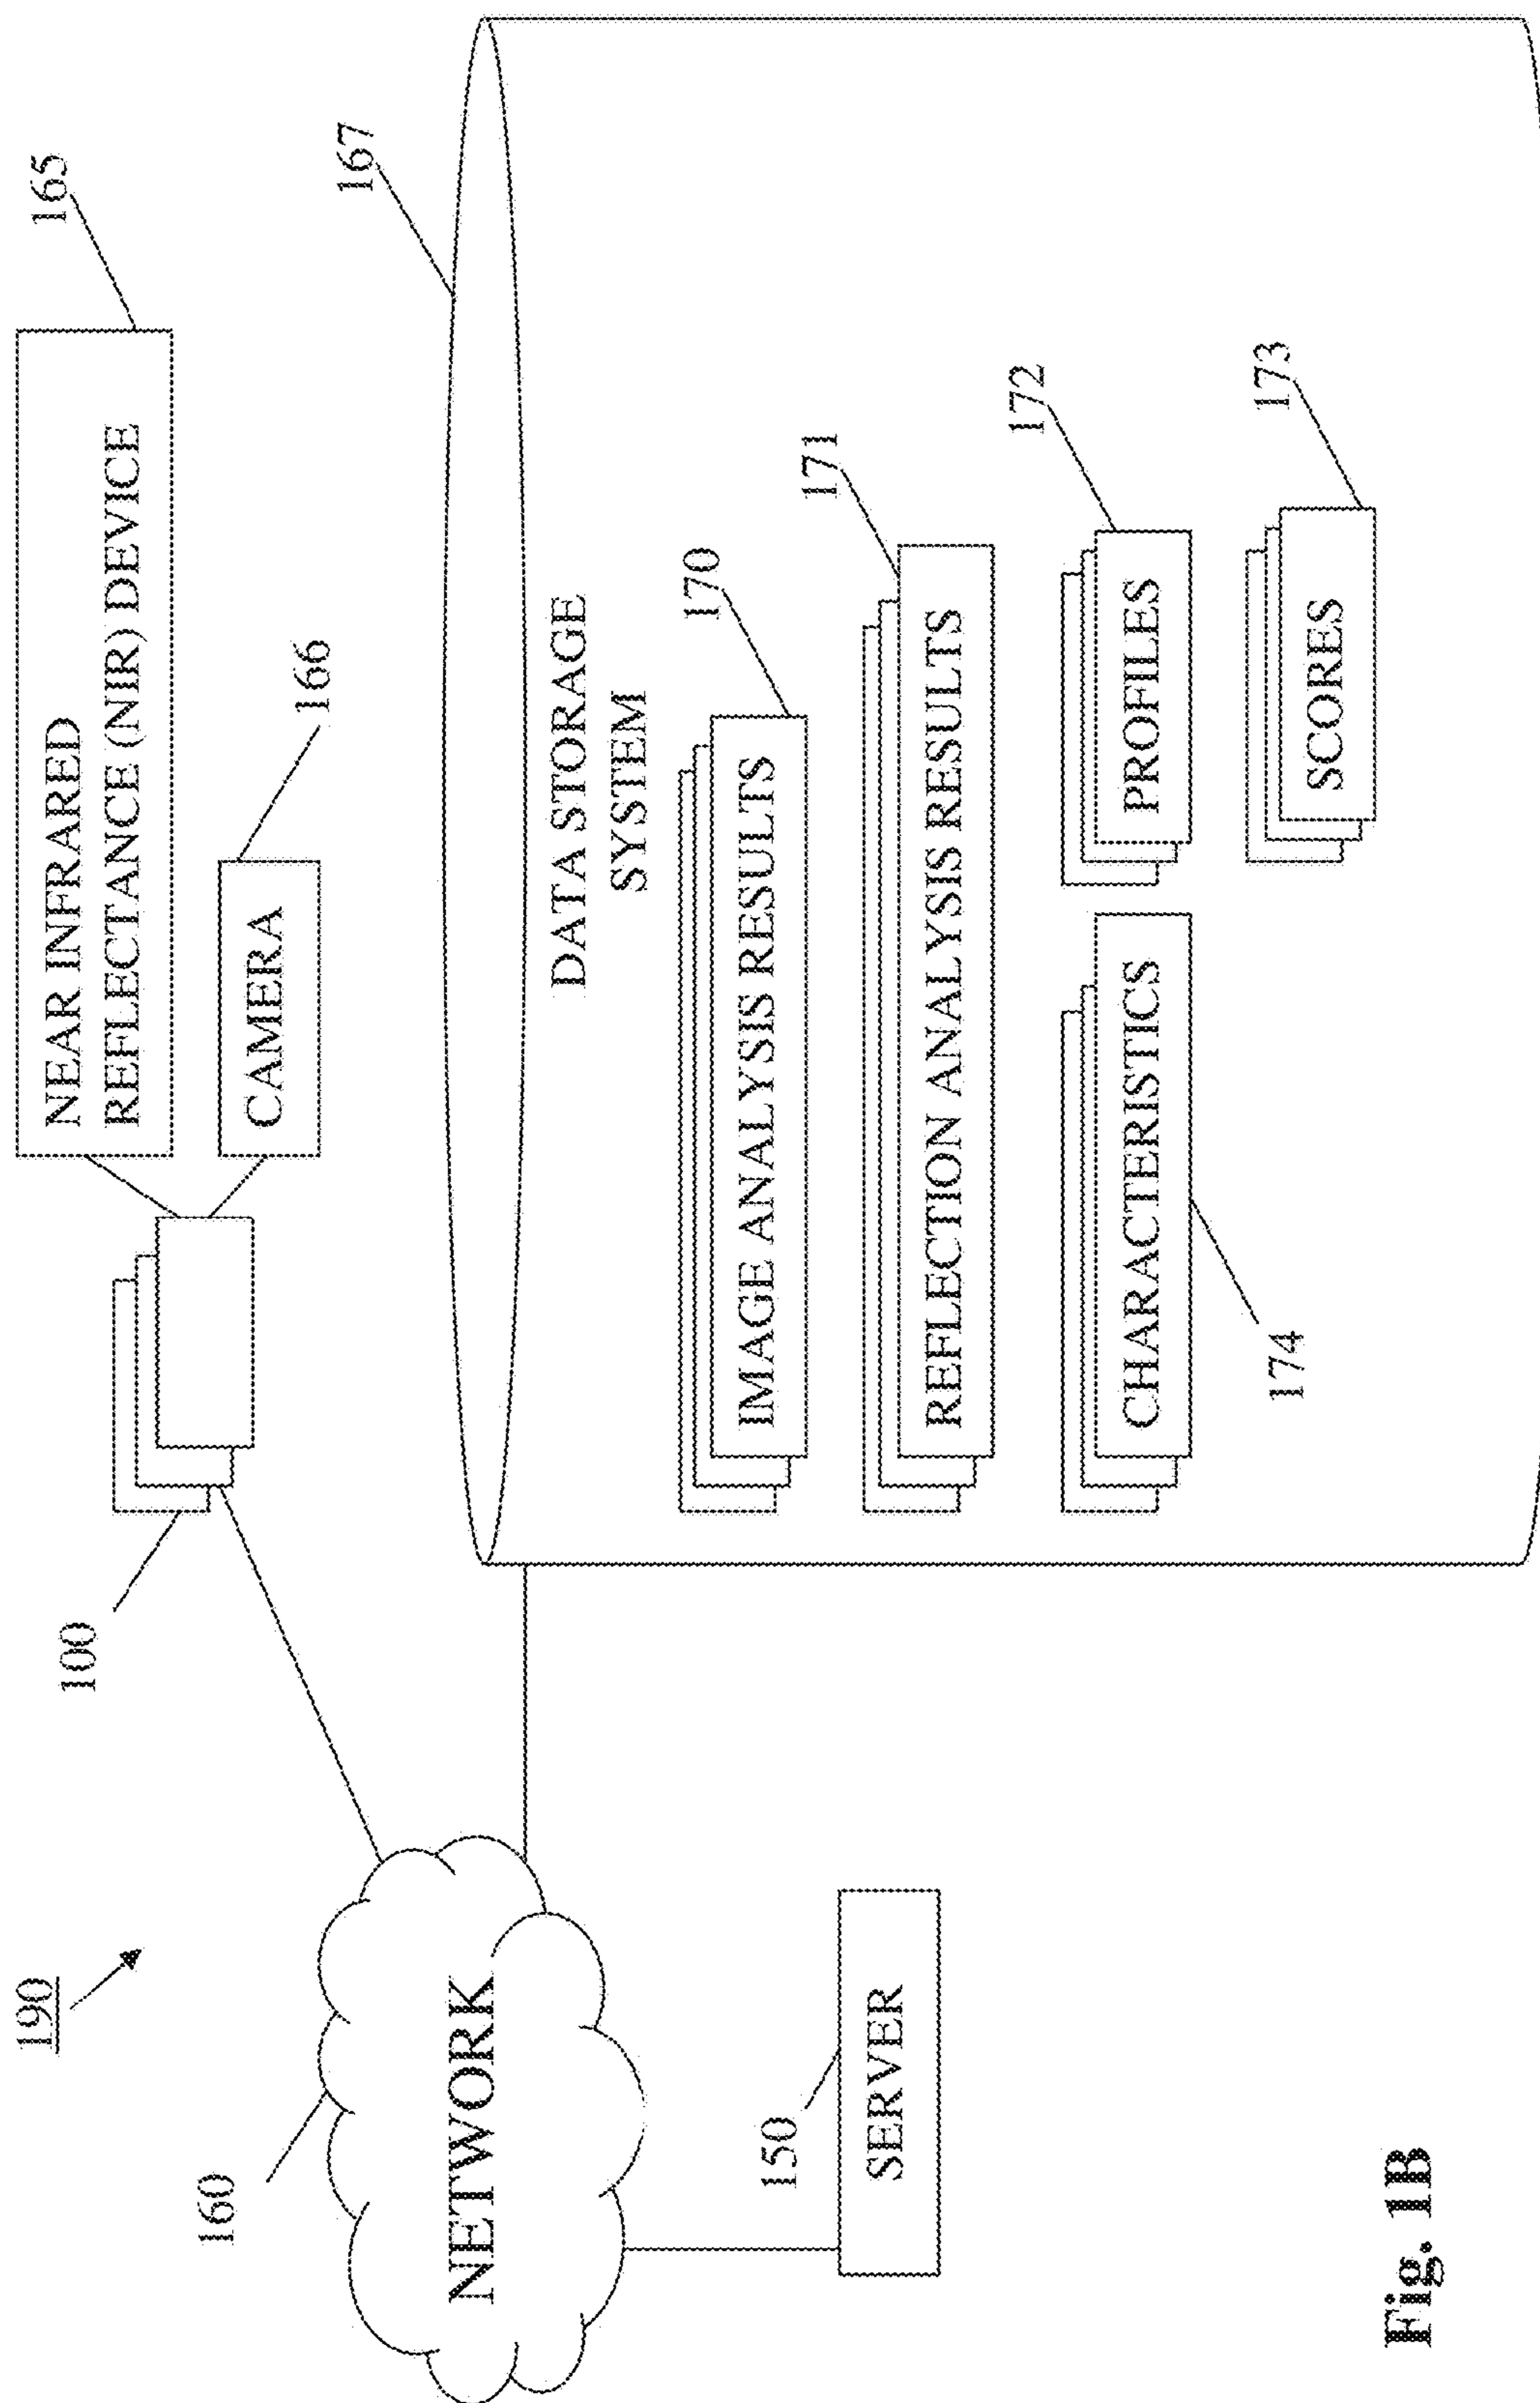 190
100
165
NEAR INFRARED
REFLECTANCE (NIR) DEVICE
CAMERA
166
160
NETWORK
167
DATA STORAGE
SYSTEM
170
IMAGE ANALYSIS RESULTS
150
SERVER
171
REFLECTION ANALYSIS RESULTS
172
CHARACTERISTICS
PROFILES
174
173
SCORES
Fig. 1B